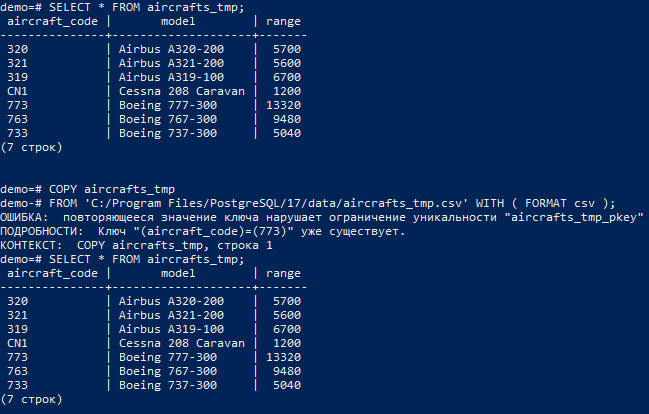 demo=# SELECT * FROM aircrafts_tmp;
 aircraft_code |        model        | range
---------------+---------------------+-------
 320           | Airbus A320-200     |  5700
 321           | Airbus A321-200     |  5600
 319           | Airbus A319-100     |  6700
 CN1           | Cessna 208 Caravan  |  1200
 773           | Boeing 777-300      | 13320
 763           | Boeing 767-300      |  9480
 733           | Boeing 737-300      |  5040
(7 строк)
demo=# COPY aircrafts_tmp
demo-# FROM 'C:/Program Files/PostgreSQL/17/data/aircrafts_tmp.csv' WITH ( FORMAT csv );
ОШИБКА:  повторяющееся значение ключа нарушает ограничение уникальности "aircrafts_tmp_pkey"
ПОДРОБНОСТИ:  Ключ "(aircraft_code)=(773)" уже существует.
КОНТЕКСТ:  COPY aircrafts_tmp, строка 1
demo=# SELECT * FROM aircrafts_tmp;
 aircraft_code |        model        | range
---------------+---------------------+-------
 320           | Airbus A320-200     |  5700
 321           | Airbus A321-200     |  5600
 319           | Airbus A319-100     |  6700
 CN1           | Cessna 208 Caravan  |  1200
 773           | Boeing 777-300      | 13320
 763           | Boeing 767-300      |  9480
 733           | Boeing 737-300      |  5040
(7 строк)